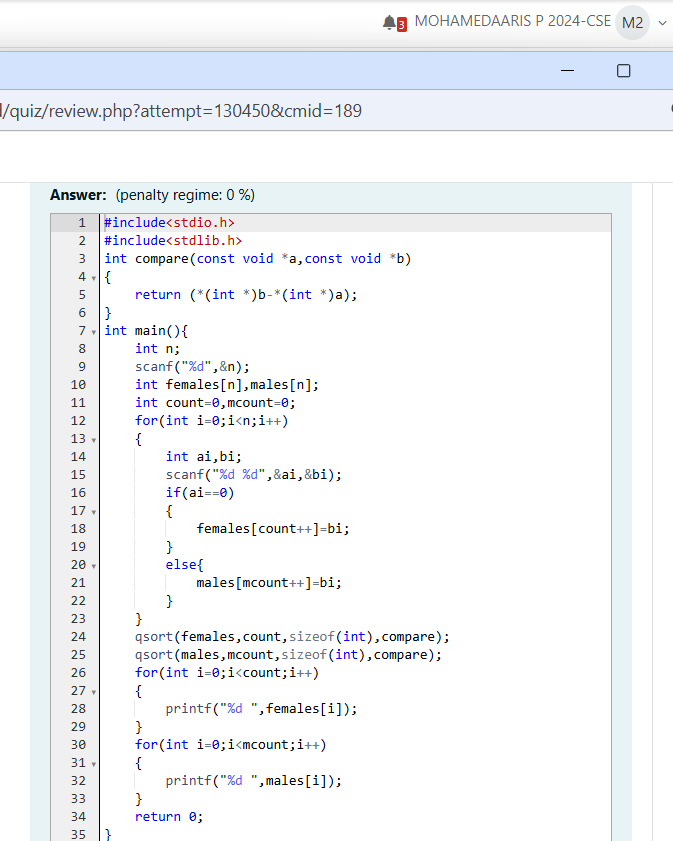 3 MOHAMEDAARIS P 2024-CSE M2
/quiz/review.php?attempt=130450&cmid=189
Answer: (penalty regime: 0 %)
1 #include<stdio.h>
2 #include<stdlib.h>
3 int compare(const void *a,const void *b)
4 {
5     return (*(int *)b-*(int *)a);
6 }
7 int main(){
8     int n;
9     scanf("%d",&n);
10     int females[n],males[n];
11     int count=0,mcount=0;
12     for(int i=0;i<n;i++)
13     {
14         int ai,bi;
15         scanf("%d %d",&ai,&bi);
16         if(ai==0)
17         {
18             females[count++]=bi;
19         }
20         else{
21             males[mcount++]=bi;
22         }
23     }
24     qsort(females,count,sizeof(int),compare);
25     qsort(males,mcount,sizeof(int),compare);
26     for(int i=0;i<count;i++)
27     {
28         printf("%d ",females[i]);
29     }
30     for(int i=0;i<mcount;i++)
31     {
32         printf("%d ",males[i]);
33     }
34     return 0;
35 }